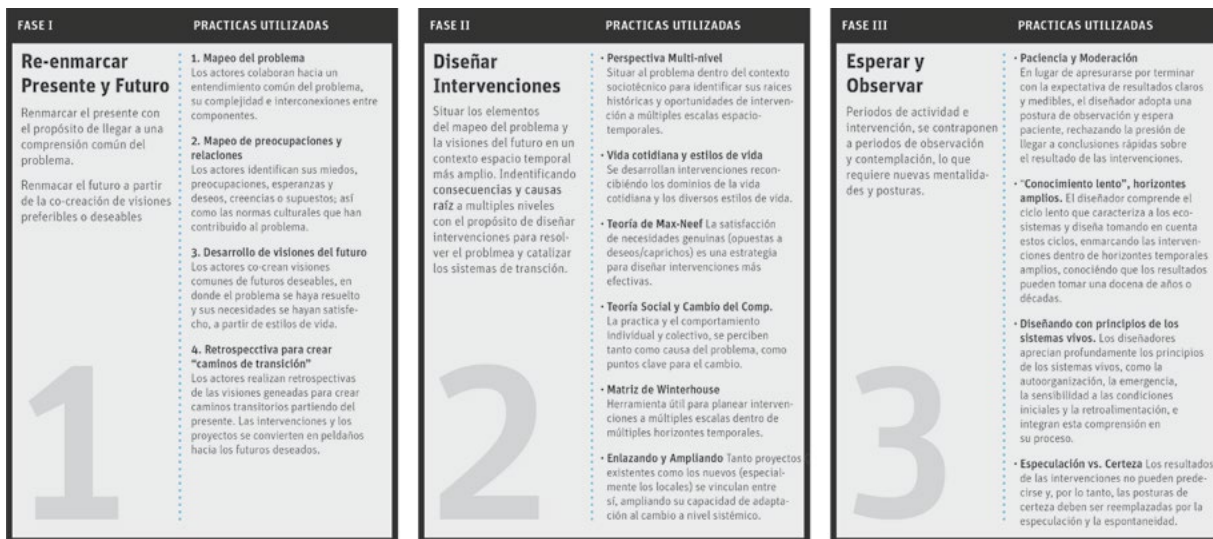 FASE I
PRACTICAS UTILIZADAS
Re-enmarcar
Presente y Futuro
Renmarcar el presente con
el propósito de llegar a una
comprensión común del
problema.
Renmacar el futuro a partir
de la co-creación de visiones
preferibles o deseables
1
1. Mapeo del problema
Los actores colaboran hacia un
entendimiento común del problema,
su complejidad e interconexiones entre
componentes.
2. Mapeo de preocupaciones y
relaciones
Los actores identifican sus miedos,
preocupaciones, esperanzas y
deseos, creencias o supuestos; así
como las normas culturales que han
contribuido al problema.
3. Desarrollo de visiones del futuro
Los actores co-crean visiones
comunes de futuros deseables, en
donde el problema se haya resuelto
y sus necesidades se hayan satisfe-
cho, a partir de estilos de vida.
4. Retrospecctiva para crear
“caminos de transición”
Los actores realizan retrospectivas
de las visiones geneadas para crear
caminos transitorios partiendo del
presente. Las intervenciones y los
proyectos se convierten en peldaños
hacia los futuros deseados.
FASE II
PRACTICAS UTILIZADAS
Diseñar
Intervenciones
Situar los elementos
del mapeo del problema y
la visiones del futuro en un
contexto espacio temporal
más amplio. Indentificando
consecuencias y causas
raíz a multiples niveles
con el propósito de diseñar
intervenciones para resol-
ver el problmea y catalizar
los sistemas de transción.
2
· Perspectiva Multi-nivel
Situar al problema dentro del contexto
sociotécnico para identificar sus raices
históricas y oportunidades de interven-
ción a múltiples escalas espacio-
temporales.
· Vida cotidiana y estilos de vida
Se desarrollan intervenciones recon-
cibiéndo los dominios de la vida
cotidiana y los diversos estilos de vida.
· Teoría de Max-Neef La satisfacción
de necesidades genuinas (opuestas a
deseos/caprichos) es una estrategia
para diseñar intervenciones más
efectivas.
· Teoría Social y Cambio del Comp.
La practica y el comportamiento
individual y colectivo, se perciben
tanto como causa del problema, como
puntos clave para el cambio.
· Matriz de Winterhouse
Herramienta útil para planear interven-
ciones a múltiples escalas dentro de
múltiples horizontes temporales.
· Enlazando y Ampliando Tanto proyectos
existentes como los nuevos (especial-
mente los locales) se vinculan entre
sí, ampliando su capacidad de adapta-
ción al cambio a nivel sistémico.
FASE III
PRACTICAS UTILIZADAS
Esperar y
Observar
Periodos de actividad e
intervención, se contraponen
a periodos de observación
y contemplación, lo que
requiere nuevas mentalida-
des y posturas.
3
· Paciencia y Moderación
En lugar de apresurarse por terminar
con la expectativa de resultados claros
y medibles, el diseñador adopta una
postura de observación y espera
paciente, rechazando la presión de
llegar a conclusiones rápidas sobre
el resultado de las intervenciones.
· “Conocimiento lento”, horizontes
amplios. El diseñador comprende el
ciclo lento que caracteriza a los eco-
sistemas y diseña tomando en cuenta
estos ciclos, enmarcando las interven-
ciones dentro de horizontes temporales
amplios, conociéndo que los resultados
pueden tomar una docena de años o
décadas.
· Diseñando con principios de los
sistemas vivos. Los diseñadores
aprecian profundamente los principios
de los sistemas vivos, como la
autoorganización, la emergencia,
la sensibilidad a las condiciones
iniciales y la retroalimentación, e
integran esta comprensión en
su proceso.
· Especulación vs. Certeza Los resultados
de las intervenciones no pueden prede-
cirse y, por lo tanto, las posturas de
certeza deben ser reemplazadas por la
especulación y la espontaneidad.